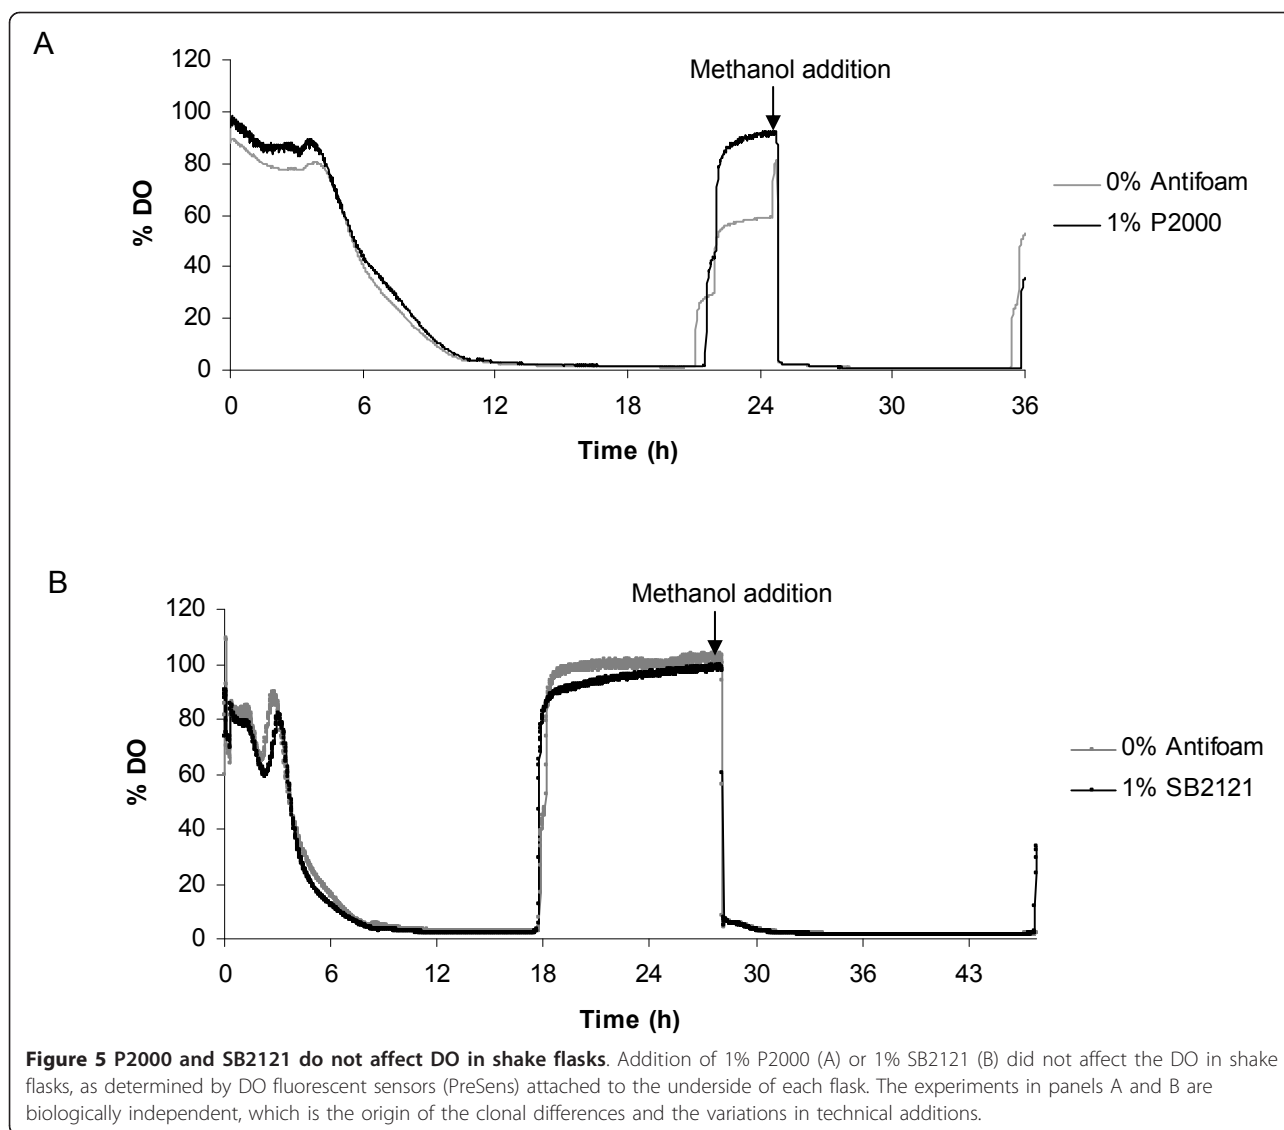 A
Methanol addition
120
100
80
60
40
20
0
% DO
0% Antifoam
1% P2000
0 6 12 18 24 30 36
Time (h)
B
Methanol addition
120
100
80
60
40
20
0
% DO
0% Antifoam
1% SB2121
0 6 12 18 24 30 36 43
Time (h)
Figure 5 P2000 and SB2121 do not affect DO in shake flasks. Addition of 1% P2000 (A) or 1% SB2121 (B) did not affect the DO in shake
flasks, as determined by DO fluorescent sensors (PreSens) attached to the underside of each flask. The experiments in panels A and B are
biologically independent, which is the origin of the clonal differences and the variations in technical additions.